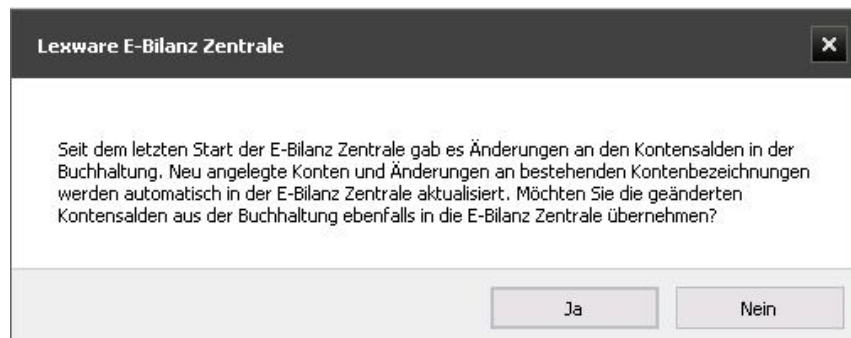 Lexware E-Bilanz Zentrale
Seit dem letzten Start der E-Bilanz Zentrale gab es Änderungen an den Kontensalden in der
Buchhaltung. Neu angelegte Konten und Änderungen an bestehenden Kontenbezeichnungen
werden automatisch in der E-Bilanz Zentrale aktualisiert. Möchten Sie die geänderten
Kontensalden aus der Buchhaltung ebenfalls in die E-Bilanz Zentrale übernehmen?
Ja
Nein